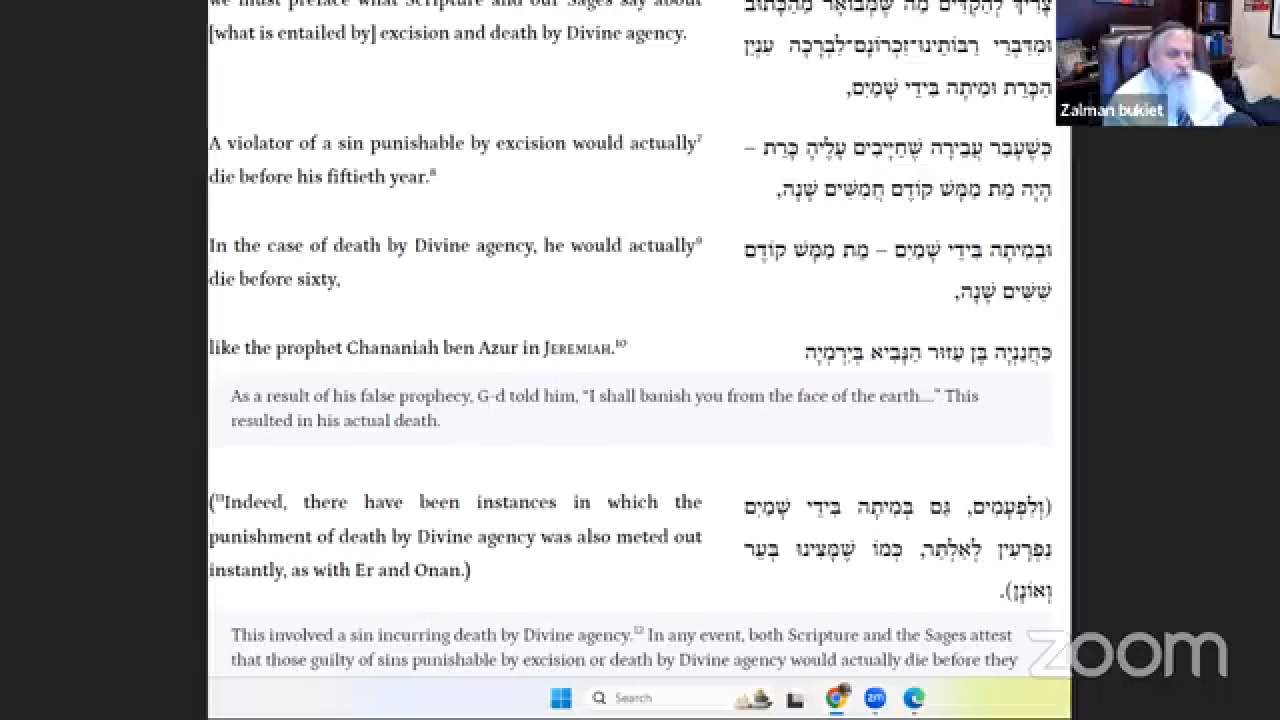 we must preface what Scripture and our Sages say about
[what is entailed by] excision and death by Divine agency.
צָרִיךְ לְהַקְדִּים מַה שֶּׁמְּבוֹאָר מֵהַכָּתוּב
וּמִדִּבְרֵי רַבּוֹתֵינוּ־זִכְרוֹנָם־לִבְרָכָה עִנְיַן
הַכָּרֵת וּמִיתָה בִּידֵי שָׁמַיִם,
Zalman bukiet
A violator of a sin punishable by excision would actually⁷
die before his fiftieth year.⁸
כְּשֶׁעָבַר עֲבֵירָה שֶׁחַיָּיבִים עָלֶיהָ כָּרֵת –
הָיָה מֵת מַמָּשׁ קוֹדֶם חֲמִשִּׁים שָׁנָה,
In the case of death by Divine agency, he would actually⁹
die before sixty,
וּבְמִיתָה בִּידֵי שָׁמַיִם – מֵת מַמָּשׁ קוֹדֶם
שִׁשִּׁים שָׁנָה,
like the prophet Chananiah ben Azur in JEREMIAH.¹⁰
כַּחֲנַנְיָה בֶּן עַזּוּר הַנָּבִיא בְּיִרְמְיָה
As a result of his false prophecy, G-d told him, “I shall banish you from the face of the earth....” This
resulted in his actual death.
(¹¹Indeed, there have been instances in which the
punishment of death by Divine agency was also meted out
instantly, as with Er and Onan.)
(וְלִפְעָמִים, גַּם בְּמִיתָה בִּידֵי שָׁמַיִם
נִפְרָעִין לְאַלְתַּר, כְּמוֹ שֶׁמָּצִינוּ בְּעֵר
וְאוֹנָן).
This involved a sin incurring death by Divine agency.¹² In any event, both Scripture and the Sages attest
that those guilty of sins punishable by excision or death by Divine agency would actually die before they
zoom
Search
zm